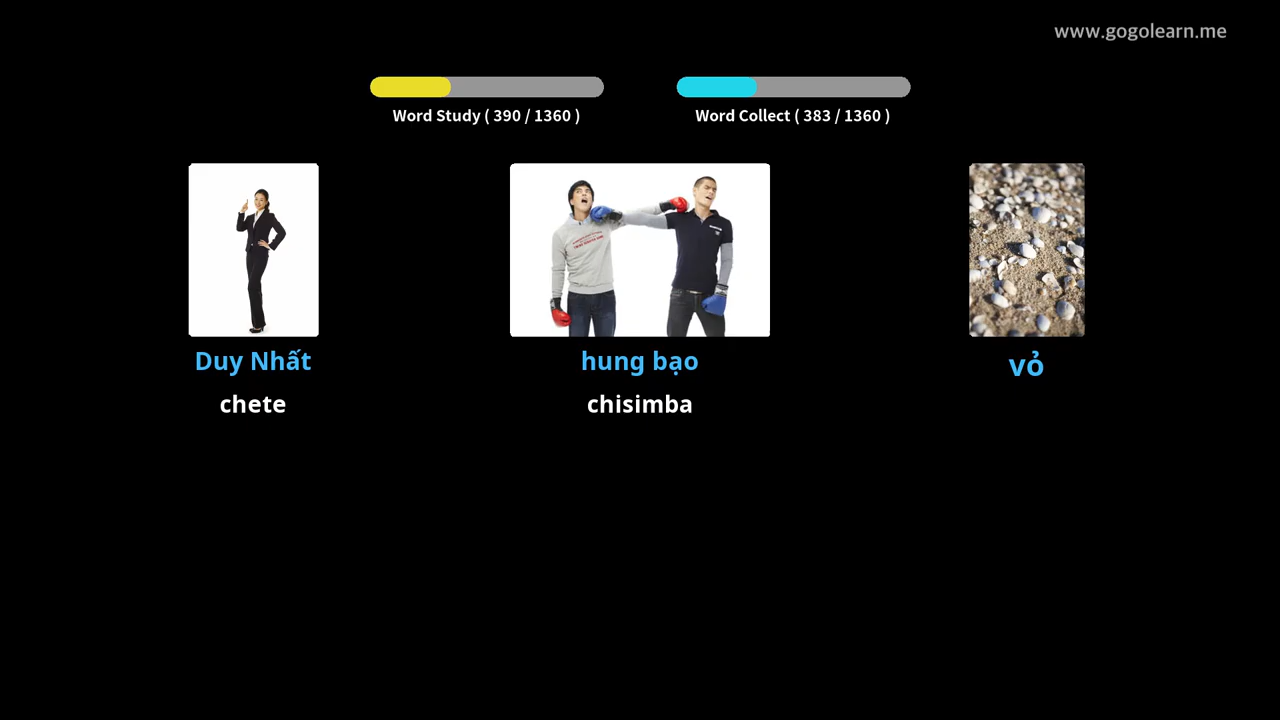 www.gogolearn.me
Word Study ( 390 / 1360 )
Word Collect ( 383 / 1360 )
Duy Nhất
hung bạo
vỏ
chete
chisimba